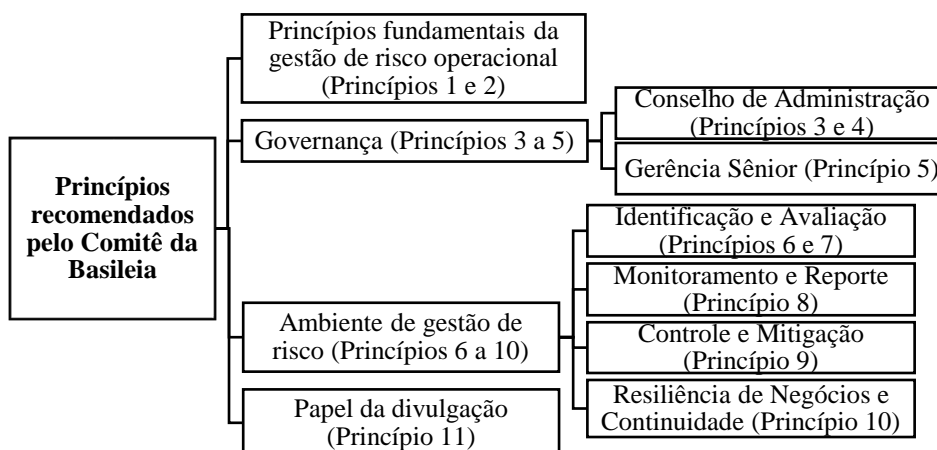 Princípios
recomendados
pelo Comitê da
Basileia
Princípios fundamentais da
gestão de risco operacional
(Princípios 1 e 2)
Governança (Princípios 3 a 5)
Conselho de Administração
(Princípios 3 e 4)
Gerência Sênior (Princípio 5)
Ambiente de gestão de
risco (Princípios 6 a 10)
Identificação e Avaliação
(Princípios 6 e 7)
Monitoramento e Reporte
(Princípio 8)
Controle e Mitigação
(Princípio 9)
Resiliência de Negócios e
Continuidade (Princípio 10)
Papel da divulgação
(Princípio 11)